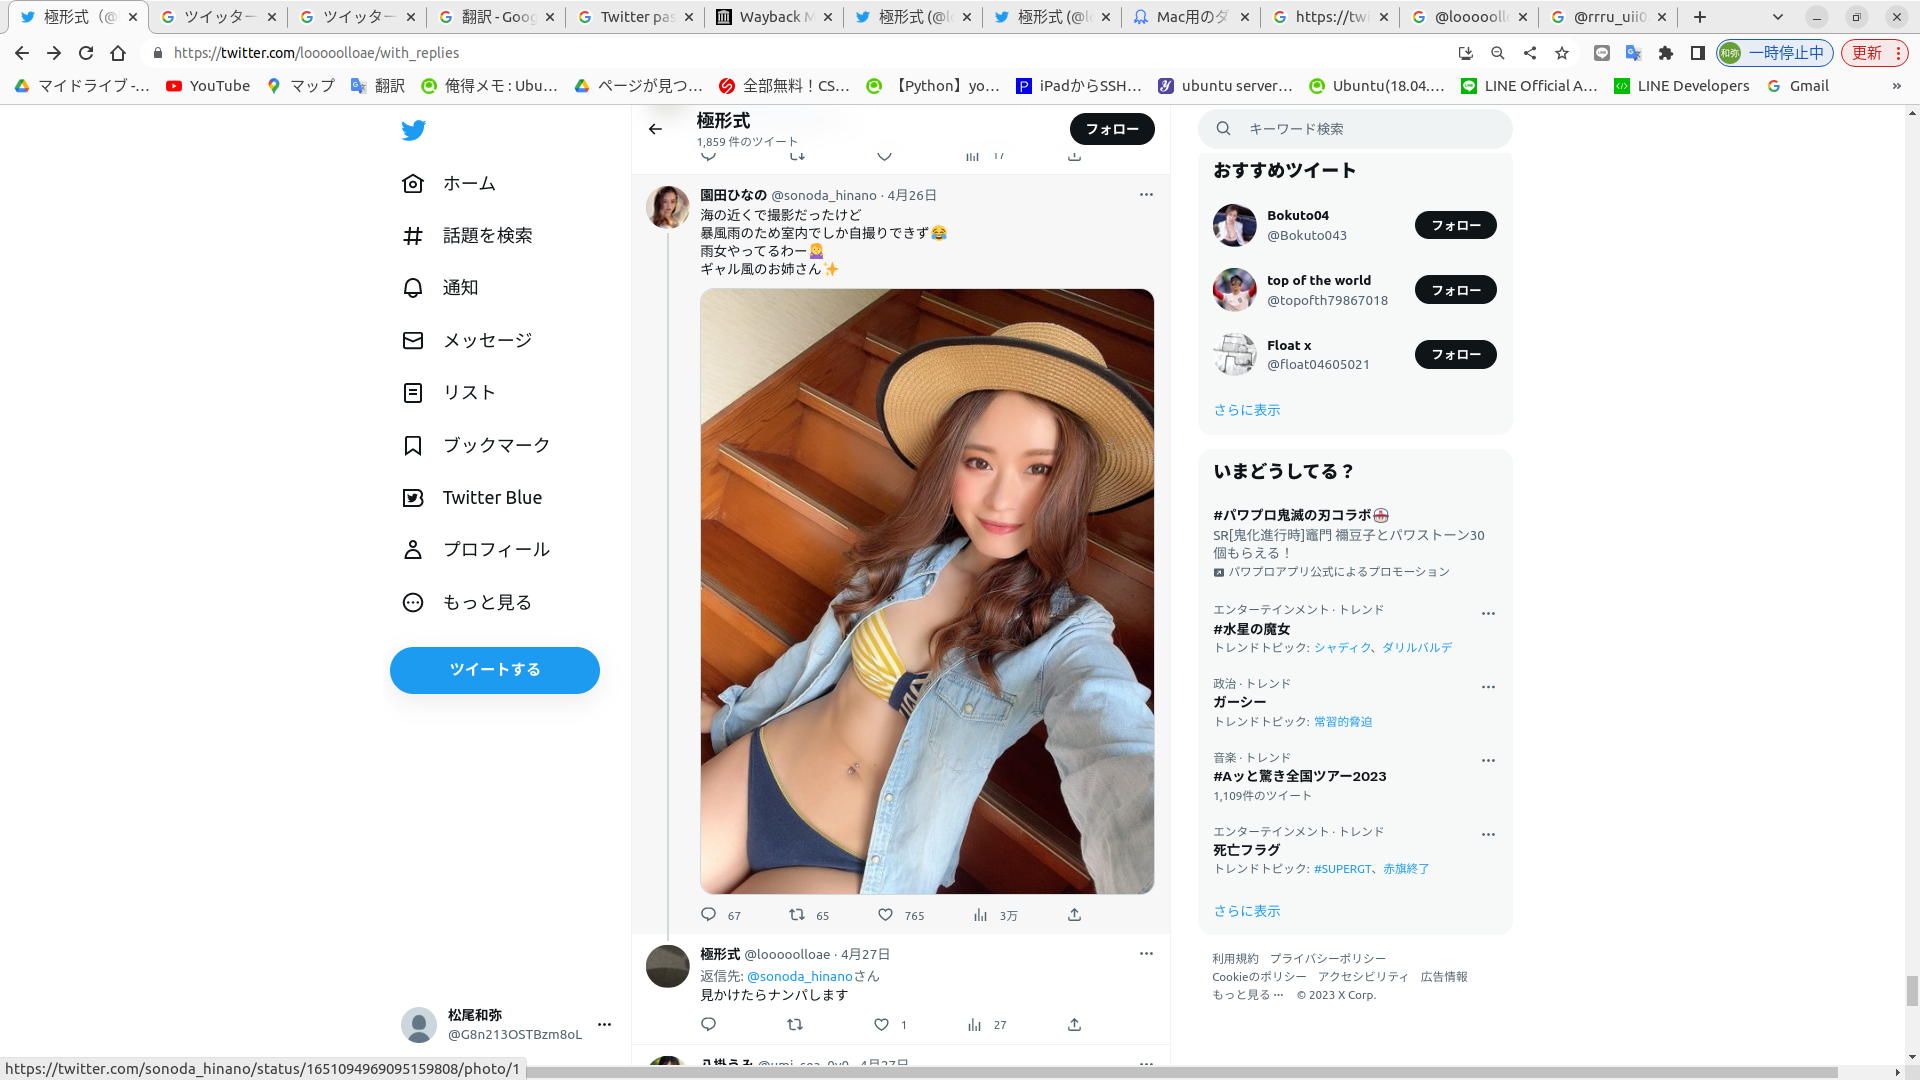 極形式（@
ツイッター
ツイッター
翻訳 - Goog
Twitter pas
Wayback M
極形式 (@lo
極形式 (@lo
Mac用のダ
https://twi
@looooollo
@rrru_uii0
https://twitter.com/looooolloae/with_replies
和弥 一時停止中
更新
マイドライブ -...
YouTube
マップ
翻訳
俺得メモ : Ubu...
ページが見つ...
全部無料！CS...
【Python】yo...
iPadからSSH...
ubuntu server...
Ubuntu(18.04....
LINE Official A...
LINE Developers
Gmail
»
ホーム
話題を検索
通知
メッセージ
リスト
ブックマーク
Twitter Blue
プロフィール
もっと見る
ツイートする
松尾和弥
@G8n213OSTBzm8oL
極形式
1,859 件のツイート
フォロー
17
園田ひなの @sonoda_hinano · 4月26日
海の近くで撮影だったけど
暴風雨のため室内でしか自撮りできず😂
雨女やってるわー🤷‍♀️
ギャル風のお姉さん✨
67 65 765 3万
極形式 @looooolloae · 4月27日
返信先: @sonoda_hinanoさん
見かけたらナンパします
1 27
八掛うみ @umi_sea_0v0 · 4月27日
キーワード検索
おすすめツイート
Bokuto04
@Bokuto043
フォロー
top of the world
@topofth79867018
フォロー
Float x
@float04605021
フォロー
さらに表示
いまどうしてる？
#パワプロ鬼滅の刃コラボ
SR[鬼化進行時]竈門 禰豆子とパワストーン30
個もらえる！
パワプロアプリ公式によるプロモーション
エンターテインメント · トレンド
#水星の魔女
トレンドトピック: シャディク、ダリルバルデ
政治 · トレンド
ガーシー
トレンドトピック: 常習的脅迫
音楽 · トレンド
#Aッと驚き全国ツアー2023
1,109件のツイート
エンターテインメント · トレンド
死亡フラグ
トレンドトピック: #SUPERGT、赤旗終了
さらに表示
利用規約 プライバシーポリシー
Cookieのポリシー アクセシビリティ 広告情報
もっと見る ··· © 2023 X Corp.
https://twitter.com/sonoda_hinano/status/1651094969095159808/photo/1